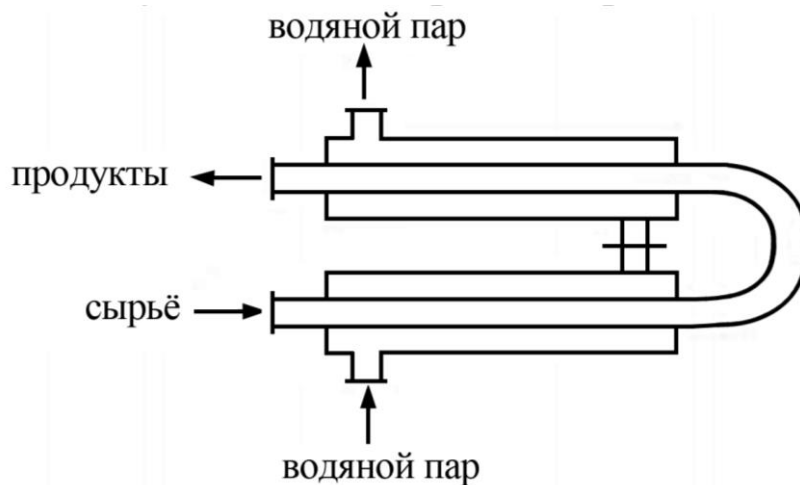 водяной пар
продукты
сырьё
водяной пар